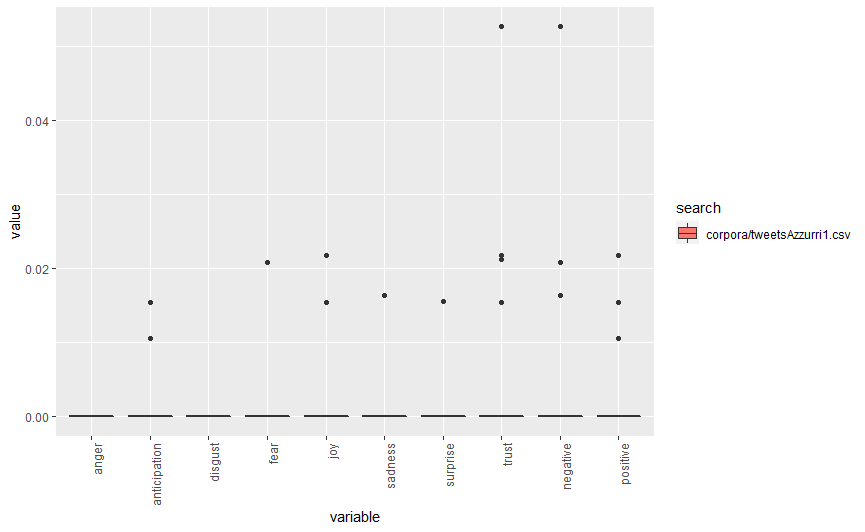 0.04
0.02
0.00
value
anger
anticipation
disgust
fear
joy
sadness
surprise
trust
negative
positive
variable
search
corpora/tweetsAzzurri1.csv